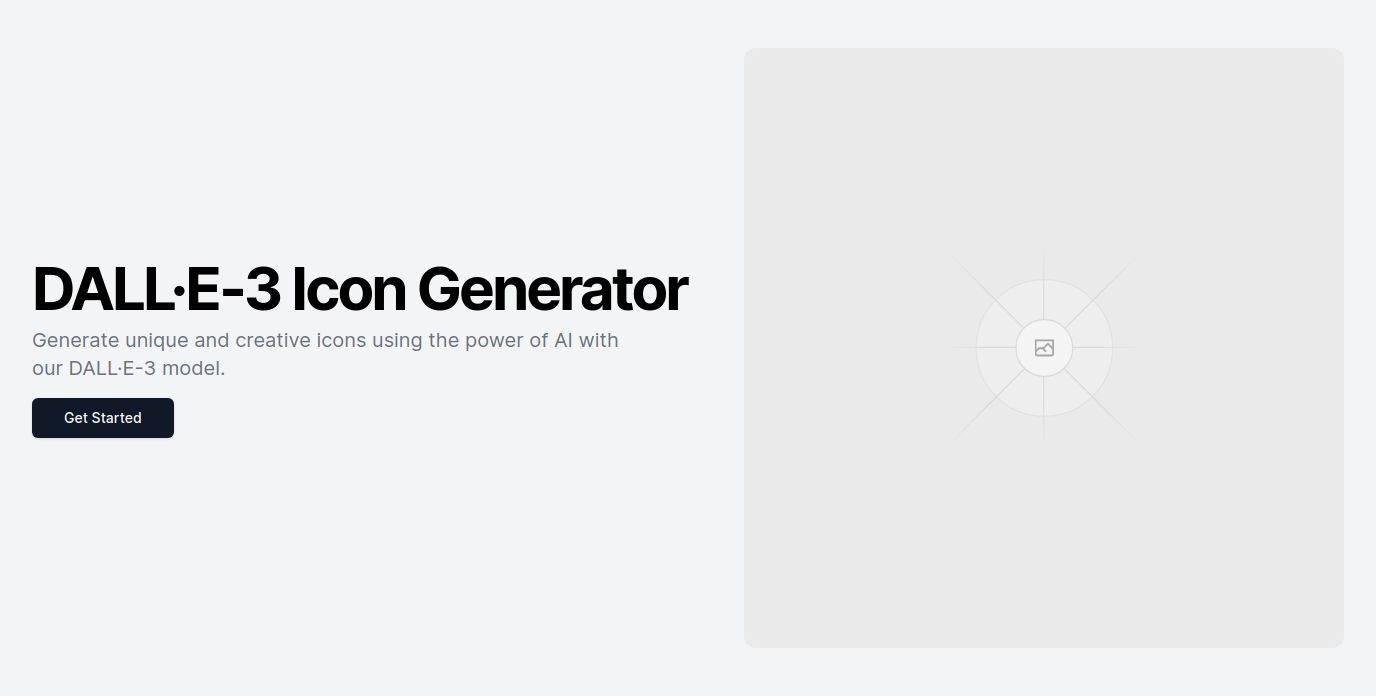 DALL·E-3 Icon Generator
Generate unique and creative icons using the power of AI with
our DALL·E-3 model.
Get Started